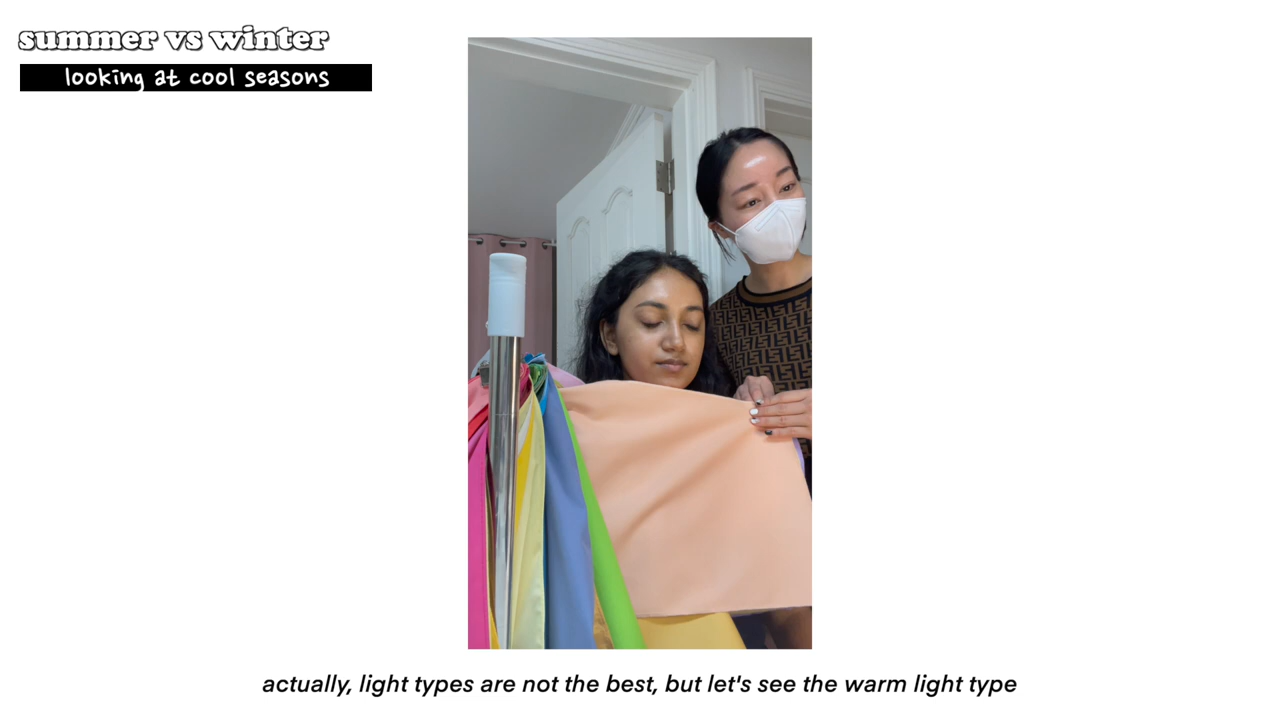 summer vs winter
looking at cool seasons
actually, light types are not the best, but let's see the warm light type